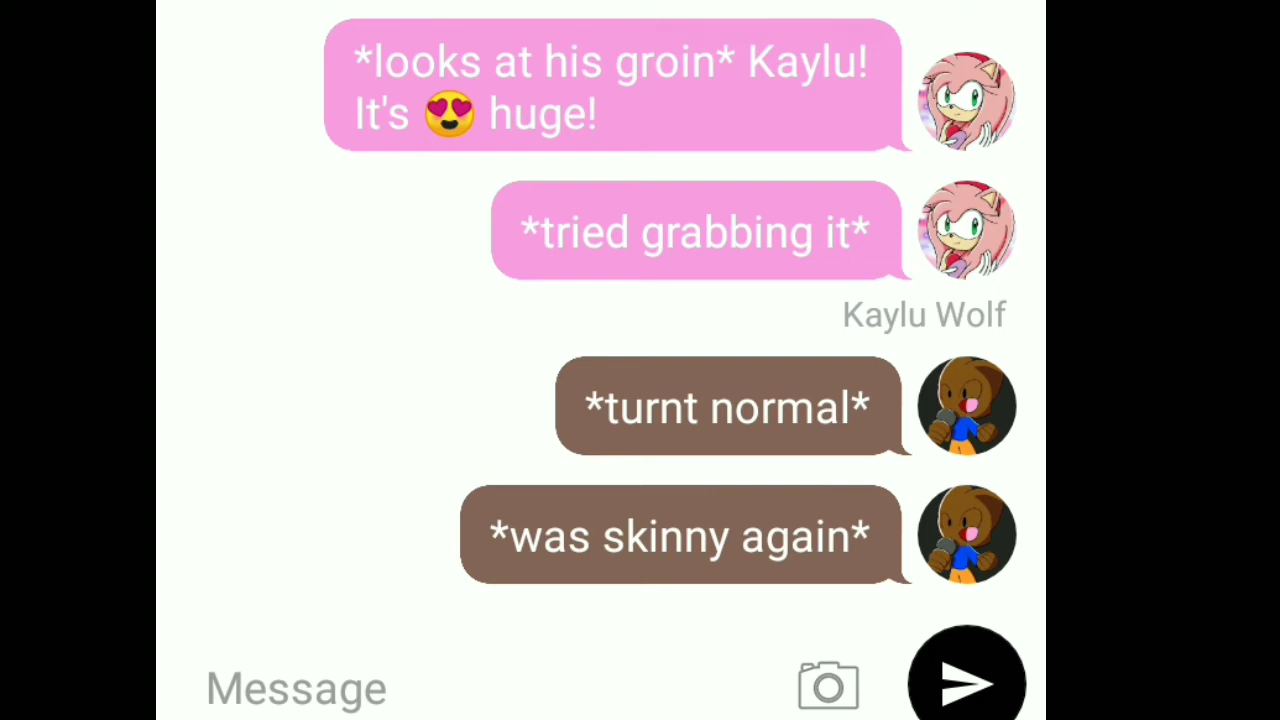 *looks at his groin* Kaylu!
It's 😍 huge!
*tried grabbing it*
Kaylu Wolf
*turnt normal*
*was skinny again*
Message